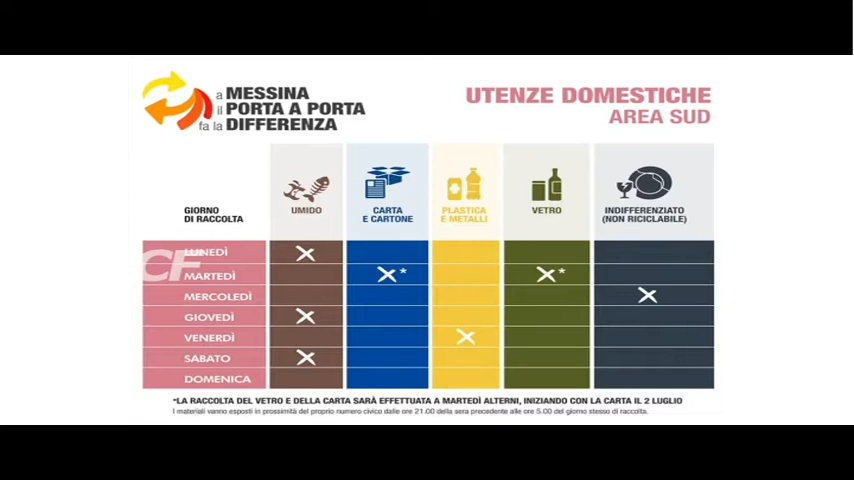 a MESSINA
il PORTA A PORTA
fa la DIFFERENZA
UTENZE DOMESTICHE
AREA SUD
GIORNO
DI RACCOLTA
UMIDO
CARTA
E CARTONE
PLASTICA
E METALLI
VETRO
INDIFFERENZIATO
(NON RICICLABILE)
CF
LUNEDÌ
MARTEDÌ
*
*
MERCOLEDÌ
GIOVEDÌ
VENERDÌ
SABATO
DOMENICA
*LA RACCOLTA DEL VETRO E DELLA CARTA SARÀ EFFETTUATA A MARTEDÌ ALTERNI, INIZIANDO CON LA CARTA IL 2 LUGLIO
I materiali vanno esposti in prossimità del proprio numero civico dalle ore 21.00 della sera precedente alle ore 5.00 del giorno stesso di raccolta.